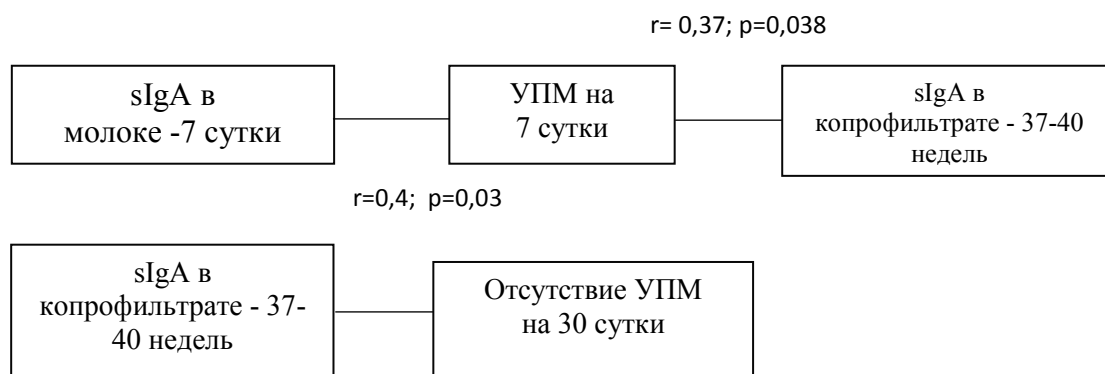 r= 0,37; p=0,038
sIgA в
молоке -7 сутки
УПМ на
7 сутки
sIgA в
копрофильтрате - 37-40
недель
r=0,4; p=0,03
sIgA в
копрофильтрате - 37-
40 недель
Отсутствие УПМ
на 30 сутки